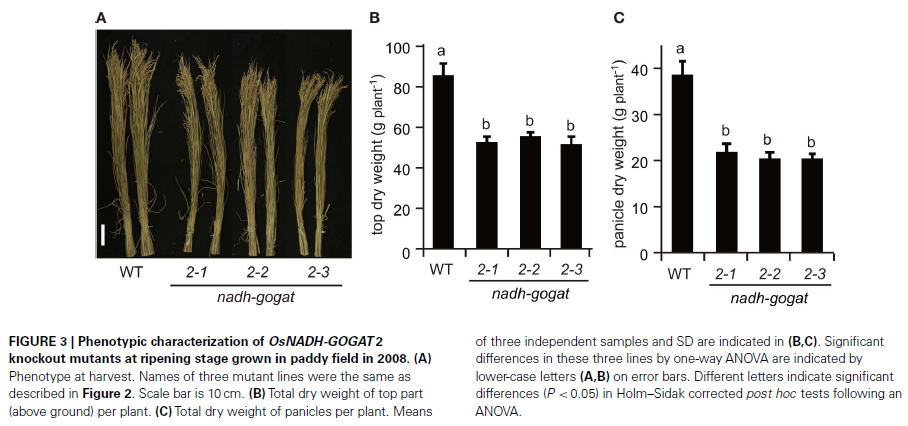 A
WT
2-1
2-2
2-3
nadh-gogat
B
top dry weight (g plant-1)
100
80
60
40
20
0
a
b
b
b
WT
2-1
2-2
2-3
nadh-gogat
C
panicle dry weight (g plant-1)
40
30
20
10
0
a
b
b
b
WT
2-1
2-2
2-3
nadh-gogat
FIGURE 3 | Phenotypic characterization of OsNADH-GOGAT2
knockout mutants at ripening stage grown in paddy field in 2008. (A)
Phenotype at harvest. Names of three mutant lines were the same as
described in Figure 2. Scale bar is 10 cm. (B) Total dry weight of top part
(above ground) per plant. (C) Total dry weight of panicles per plant. Means
of three independent samples and SD are indicated in (B,C). Significant
differences in these three lines by one-way ANOVA are indicated by
lower-case letters (A,B) on error bars. Different letters indicate significant
differences (P < 0.05) in Holm–Sidak corrected post hoc tests following an
ANOVA.